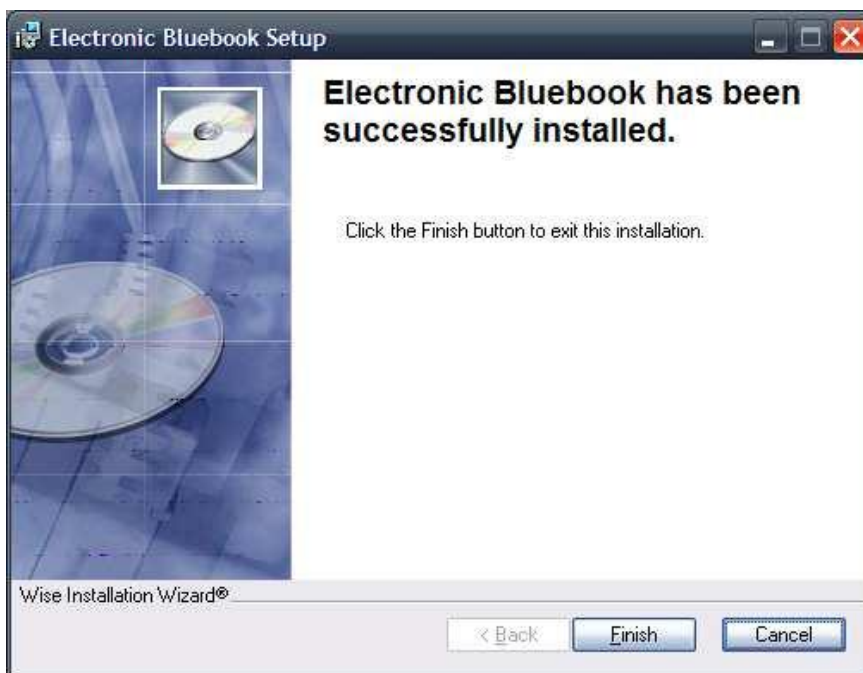 Electronic Bluebook Setup
Electronic Bluebook has been
successfully installed.
Click the Finish button to exit this installation.
Wise Installation Wizard®
< Back
Finish
Cancel